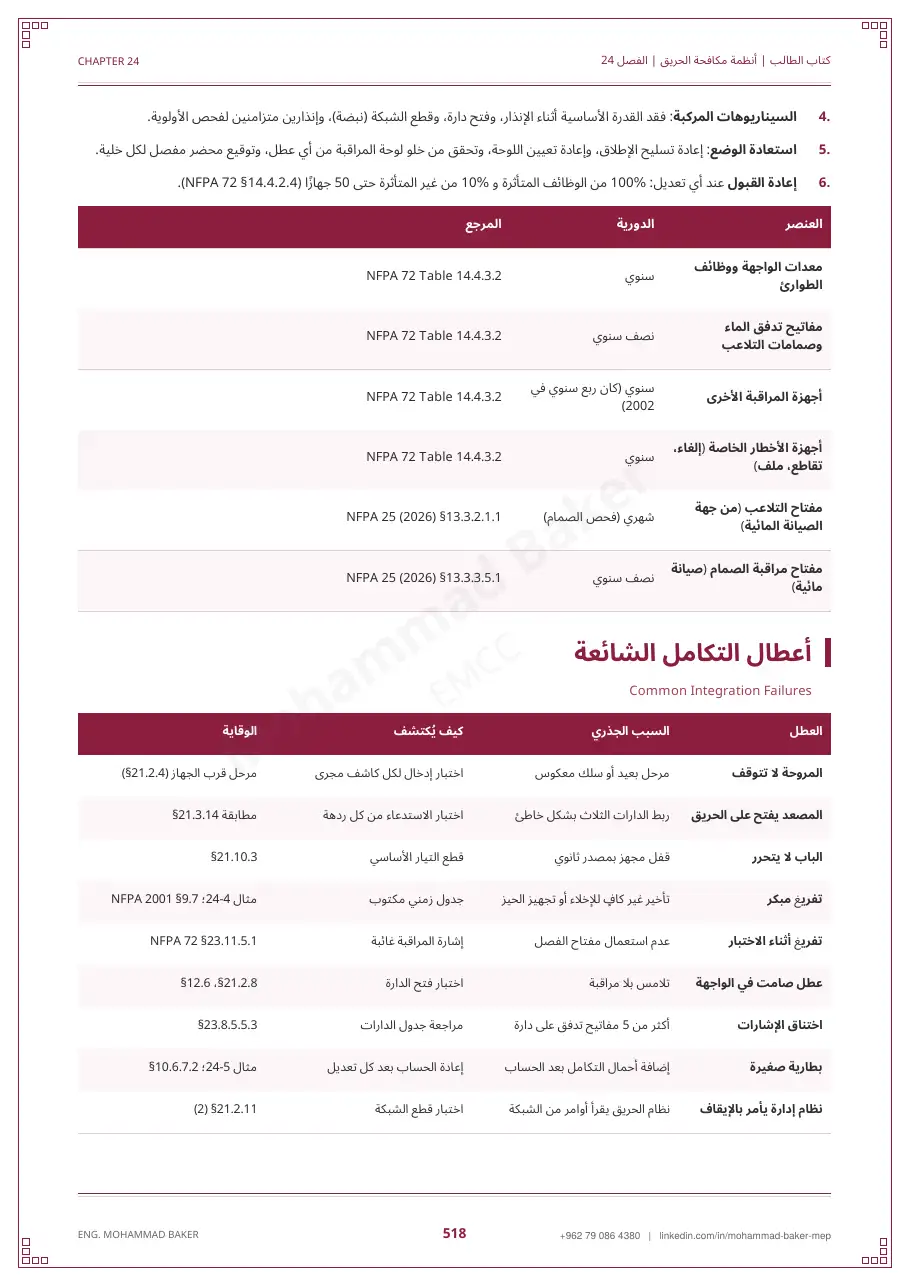 كتاب الطالب | أنظمة مكافحة الحريق | الفصل 24
CHAPTER 24
4. السيناريوهات المركبة: فقد القدرة الأساسية أثناء الإنذار، وفتح دارة، وقطع الشبكة (نبضة)، وإنذارين متزامنين لفحص الأولوية.
5. استعادة الوضع: إعادة تسليح الإطلاق، وإعادة تعيين اللوحة، وتحقق من خلو لوحة المراقبة من أي عطل، وتوقيع محضر مفصل لكل خلية.
6. إعادة القبول عند أي تعديل: 100% من الوظائف المتأثرة و 10% من غير المتأثرة حتى 50 جهازًا (NFPA 72 §14.4.2.4).
العنصر الدورية المرجع
معدات الواجهة ووظائف
الطوارئ
سنوي NFPA 72 Table 14.4.3.2
مفاتيح تدفق الماء
وصمامات التلاعب
نصف سنوي NFPA 72 Table 14.4.3.2
أجهزة المراقبة الأخرى
سنوي (كان ربع سنوي في
2002)
NFPA 72 Table 14.4.3.2
أجهزة الأخطار الخاصة (إلغاء،
تقاطع، ملف)
سنوي NFPA 72 Table 14.4.3.2
مفتاح التلاعب (من جهة
الصيانة المائية)
شهري (فحص الصمام) NFPA 25 (2026) §13.3.2.1.1
مفتاح مراقبة الصمام (صيانة
مائية)
نصف سنوي NFPA 25 (2026) §13.3.3.5.1
أعطال التكامل الشائعة
Common Integration Failures
العطل السبب الجذري كيف يُكتشف الوقاية
المروحة لا تتوقف مرحل بعيد أو سلك معكوس اختبار إدخال لكل كاشف مجرى مرحل قرب الجهاز (§21.2.4)
المصعد يفتح على الحريق ربط الدارات الثلاث بشكل خاطئ اختبار الاستدعاء من كل ردهة مطابقة §21.3.14
الباب لا يتحرر قفل مجهز بمصدر ثانوي قطع التيار الأساسي §21.10.3
تفريغ مبكر تأخير غير كافٍ للإخلاء أو تجهيز الحيز جدول زمني مكتوب مثال 4-24؛ NFPA 2001 §9.7
تفريغ أثناء الاختبار عدم استعمال مفتاح الفصل إشارة المراقبة غائبة NFPA 72 §23.11.5.1
عطل صامت في الواجهة تلامس بلا مراقبة اختبار فتح الدارة §21.2.8، §12.6
اختناق الإشارات أكثر من 5 مفاتيح تدفق على دارة مراجعة جدول الدارات §23.8.5.5.3
بطارية صغيرة إضافة أحمال التكامل بعد الحساب إعادة الحساب بعد كل تعديل مثال 5-24؛ §10.6.7.2
نظام إدارة يأمر بالإيقاف نظام الحريق يقرأ أوامر من الشبكة اختبار قطع الشبكة §21.2.11 (2)
Mohammad Baker
EMCC
ENG. MOHAMMAD BAKER
518
+962 79 086 4380 | linkedin.com/in/mohammad-baker-mep